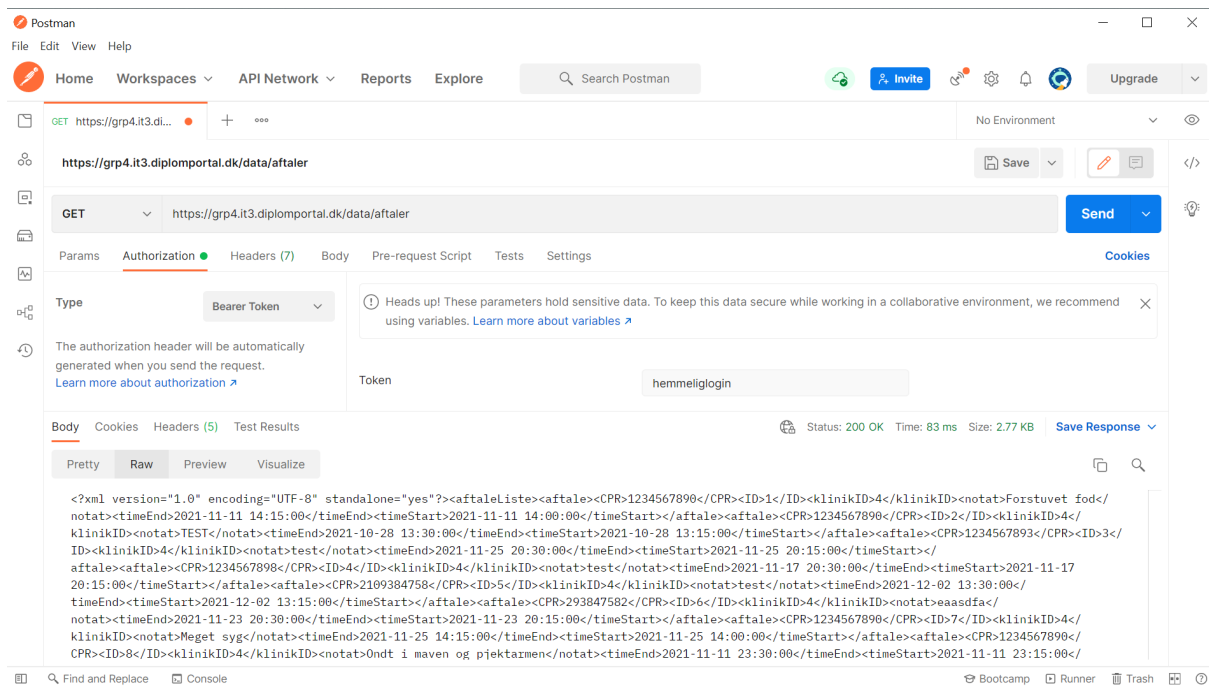 Postman
File Edit View Help
Home Workspaces API Network Reports Explore Search Postman Invite Upgrade
GET https://grp4.it3.di... No Environment
https://grp4.it3.diplomportal.dk/data/aftaler Save
GET https://grp4.it3.diplomportal.dk/data/aftaler Send
Params Authorization Headers (7) Body Pre-request Script Tests Settings Cookies
Type Bearer Token
Heads up! These parameters hold sensitive data. To keep this data secure while working in a collaborative environment, we recommend
using variables. Learn more about variables ↗
The authorization header will be automatically
generated when you send the request.
Learn more about authorization ↗
Token hemmeliglogin
Body Cookies Headers (5) Test Results Status: 200 OK Time: 83 ms Size: 2.77 KB Save Response
Pretty Raw Preview Visualize
<?xml version="1.0" encoding="UTF-8" standalone="yes"?><aftaleListe><aftale><CPR>1234567890</CPR><ID>1</ID><klinikID>4</klinikID><notat>Forstuvet fod</
notat><timeEnd>2021-11-11 14:15:00</timeEnd><timeStart>2021-11-11 14:00:00</timeStart></aftale><aftale><CPR>1234567890</CPR><ID>2</ID><klinikID>4</
klinikID><notat>TEST</notat><timeEnd>2021-10-28 13:30:00</timeEnd><timeStart>2021-10-28 13:15:00</timeStart></aftale><aftale><CPR>1234567893</CPR><ID>3</
ID><klinikID>4</klinikID><notat>test</notat><timeEnd>2021-11-25 20:30:00</timeEnd><timeStart>2021-11-25 20:15:00</timeStart></
aftale><aftale><CPR>1234567898</CPR><ID>4</ID><klinikID>4</klinikID><notat>test</notat><timeEnd>2021-11-17 20:30:00</timeEnd><timeStart>2021-11-17
20:15:00</timeStart></aftale><aftale><CPR>2109384758</CPR><ID>5</ID><klinikID>4</klinikID><notat>test</notat><timeEnd>2021-12-02 13:30:00</
timeEnd><timeStart>2021-12-02 13:15:00</timeStart></aftale><aftale><CPR>293847582</CPR><ID>6</ID><klinikID>4</klinikID><notat>eaasdfa</
notat><timeEnd>2021-11-23 20:30:00</timeEnd><timeStart>2021-11-23 20:15:00</timeStart></aftale><aftale><CPR>1234567890</CPR><ID>7</ID><klinikID>4</
klinikID><notat>Meget syg</notat><timeEnd>2021-11-25 14:15:00</timeEnd><timeStart>2021-11-25 14:00:00</timeStart></aftale><aftale><CPR>1234567890</
CPR><ID>8</ID><klinikID>4</klinikID><notat>Ondt i maven og pjektarmen</notat><timeEnd>2021-11-11 23:30:00</timeEnd><timeStart>2021-11-11 23:15:00</
Find and Replace Console Bootcamp Runner Trash